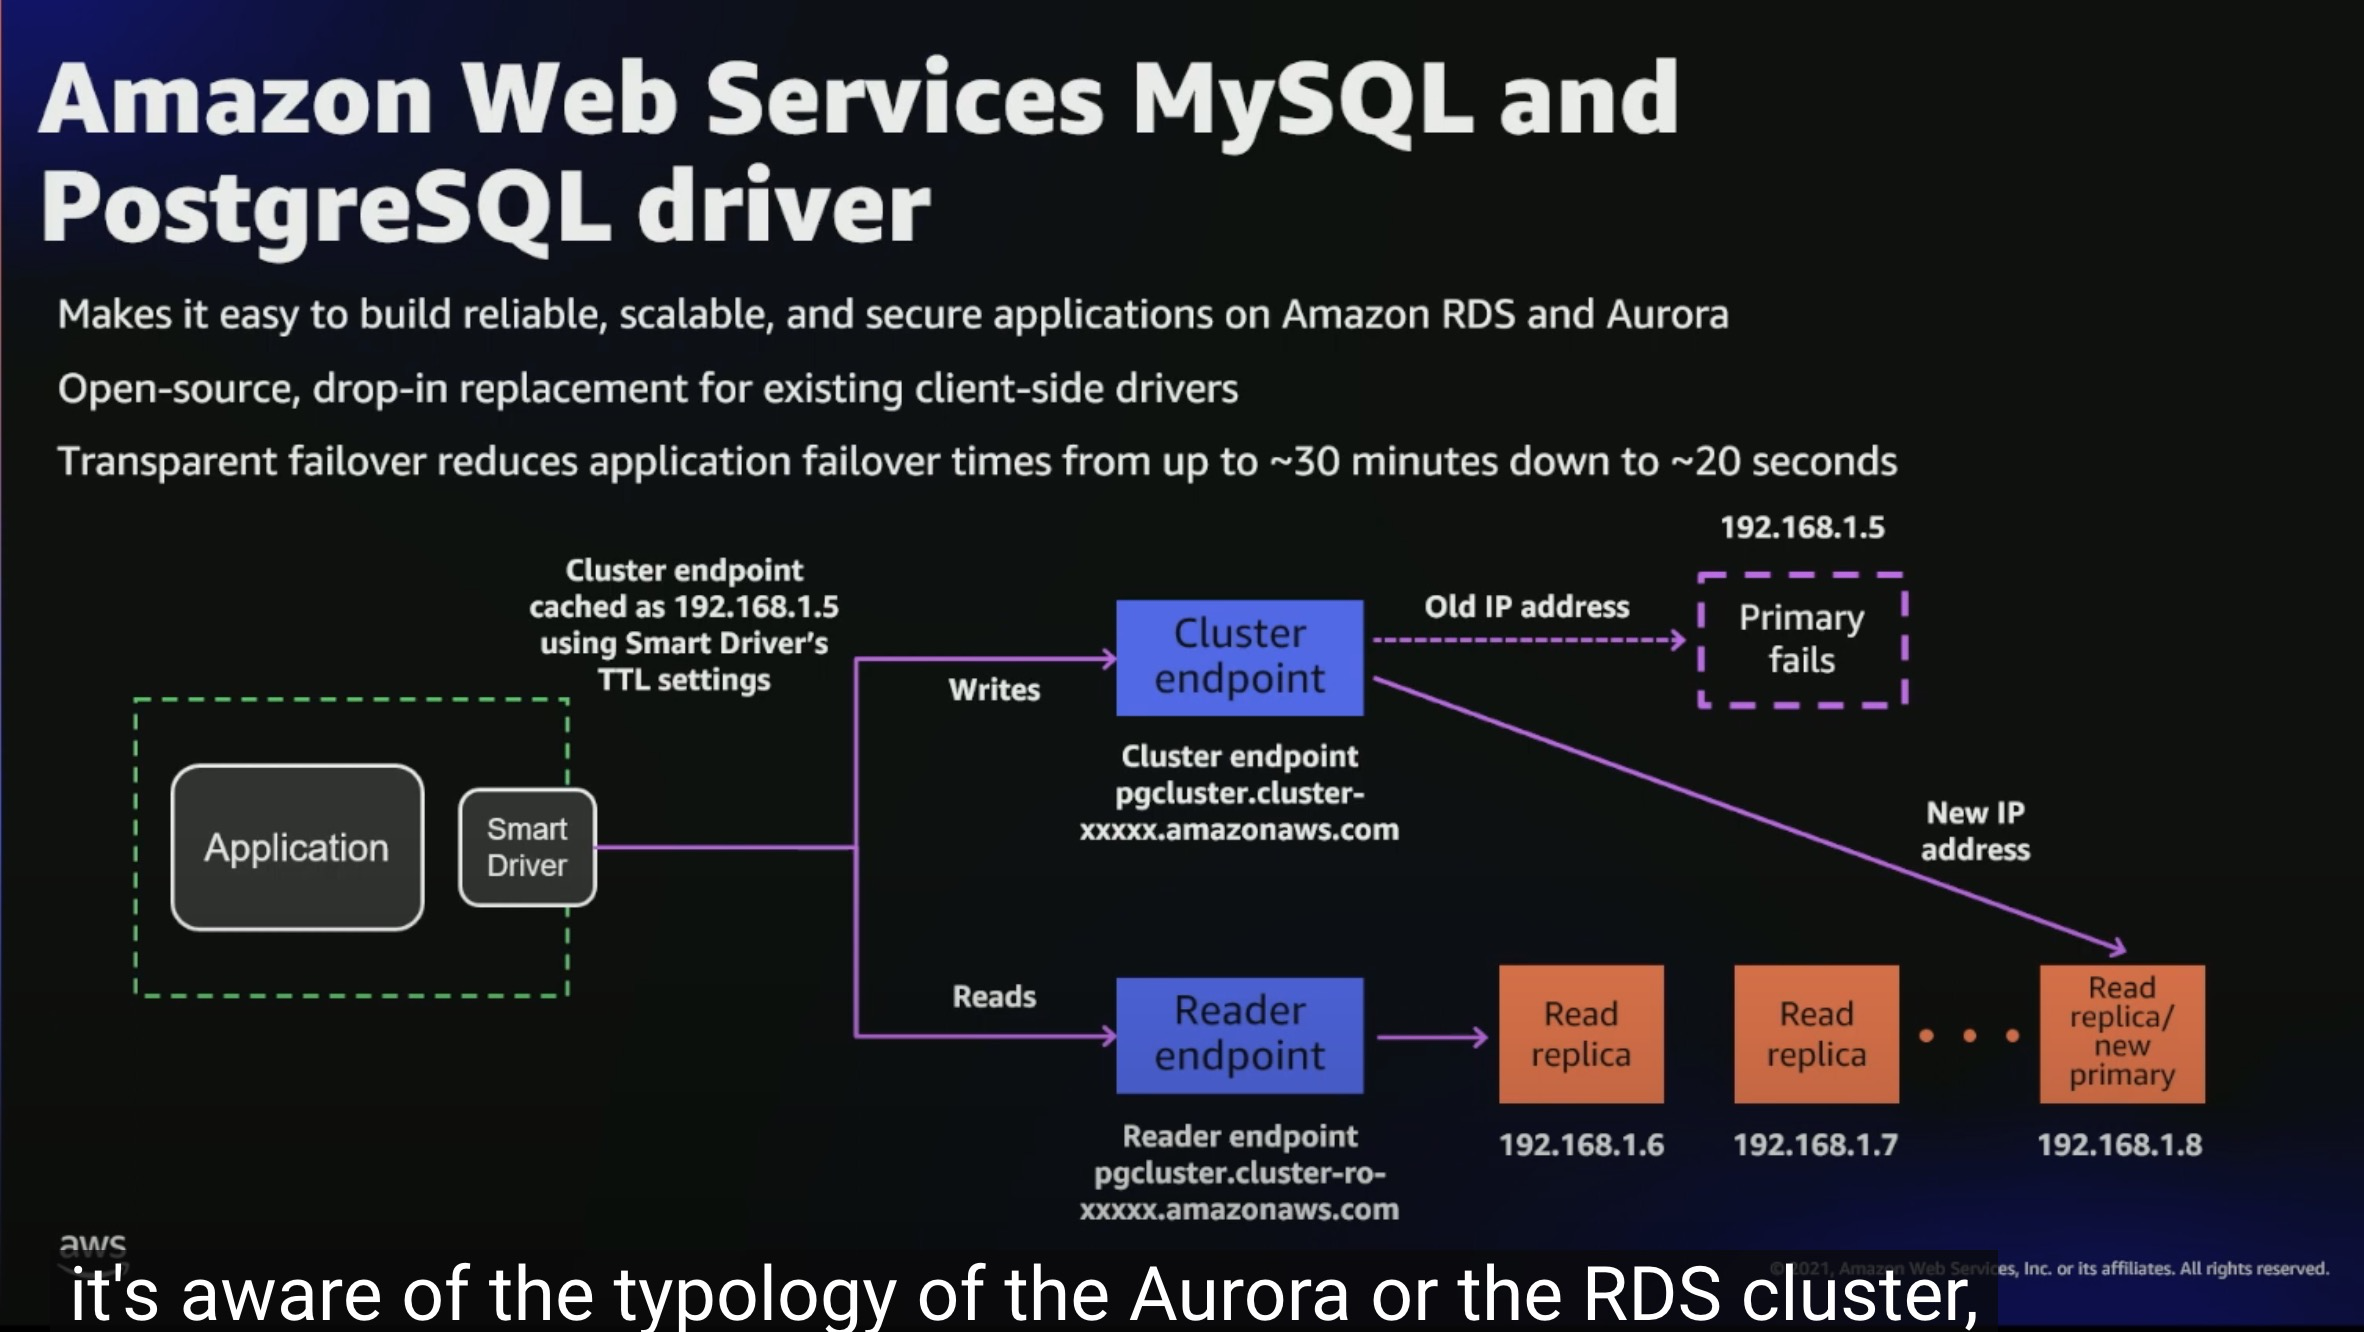 Amazon Web Services MySQL and
PostgreSQL driver
Makes it easy to build reliable, scalable, and secure applications on Amazon RDS and Aurora
Open-source, drop-in replacement for existing client-side drivers
Transparent failover reduces application failover times from up to ~30 minutes down to ~20 seconds
192.168.1.5
Cluster endpoint
cached as 192.168.1.5
using Smart Driver's
TTL settings
Writes
Cluster
endpoint
Old IP address
Primary
fails
Cluster endpoint
pgcluster.cluster-
xxxxx.amazonaws.com
New IP
address
Application
Smart
Driver
Reads
Reader
endpoint
Read
replica
Read
replica
Read
replica/
new
primary
192.168.1.6
192.168.1.7
192.168.1.8
Reader endpoint
pgcluster.cluster-ro-
xxxxx.amazonaws.com
aws
© 2021, Amazon Web Services, Inc. or its affiliates. All rights reserved.
it's aware of the typology of the Aurora or the RDS cluster,